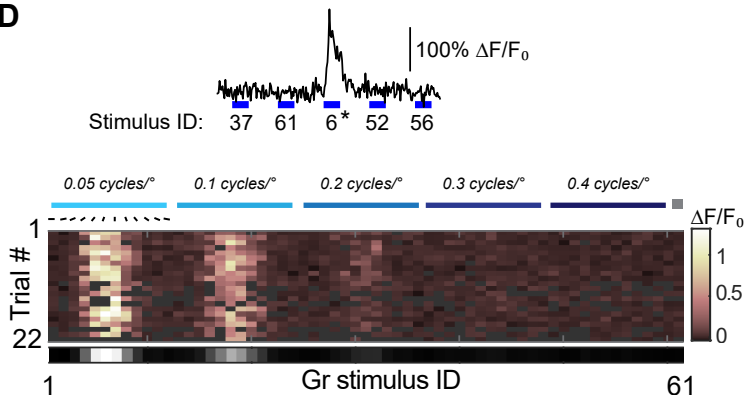 D
100% ΔF/F₀
Stimulus ID: 37 61 6* 52 56
0.05 cycles/° 0.1 cycles/° 0.2 cycles/° 0.3 cycles/° 0.4 cycles/°
ΔF/F₀
1
Trial #
22
1
0.5
0
1 Gr stimulus ID 61